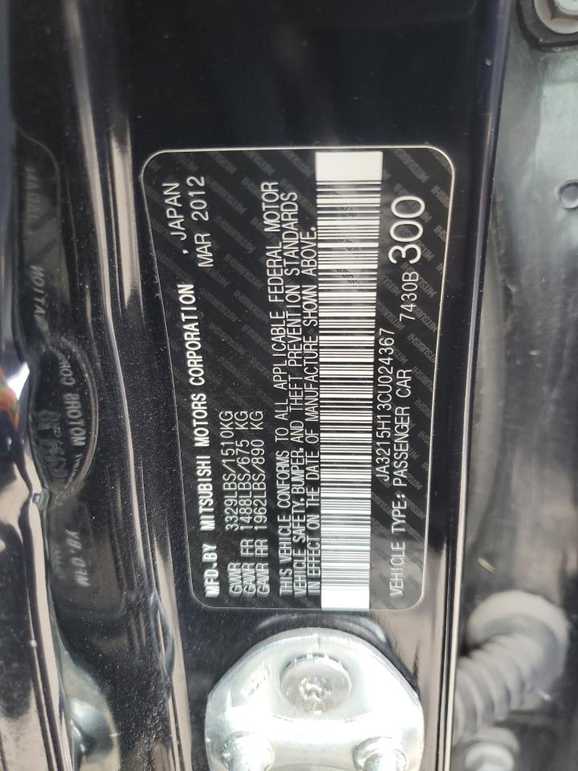 MFD.BY MITSUBISHI MOTORS CORPORATION , JAPAN
MAR 2012
GVWR 3329LBS/1510KG
GAWR FR 1488LBS/675 KG
GAWR RR 1962LBS/890 KG
THIS VEHICLE CONFORMS TO ALL APPLICABLE FEDERAL MOTOR
VEHICLE SAFETY, BUMPER, AND THEFT PREVENTION STANDARDS
IN EFFECT ON THE DATE OF MANUFACTURE SHOWN ABOVE.
JA3215H13CU024367
VEHICLE TYPE: PASSENGER CAR 7430B
300